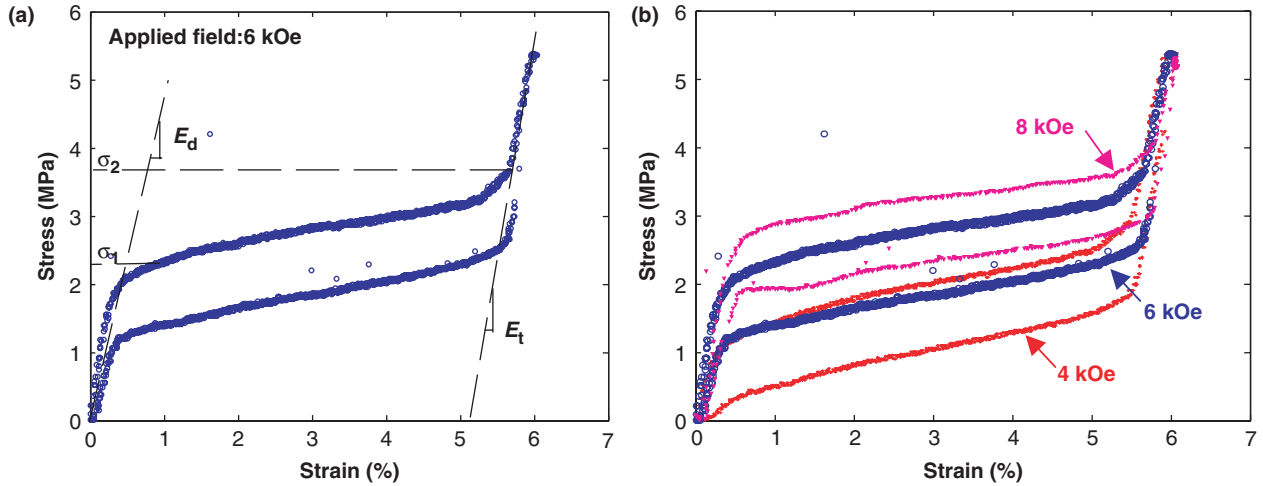 (a)
Applied field:6 kOe
6
5
4
3
2
1
0
Stress (MPa)
E_d
σ_2
σ_1
E_t
0 1 2 3 4 5 6 7
Strain (%)
(b)
6
5
4
3
2
1
0
Stress (MPa)
8 kOe
6 kOe
4 kOe
0 1 2 3 4 5 6 7
Strain (%)